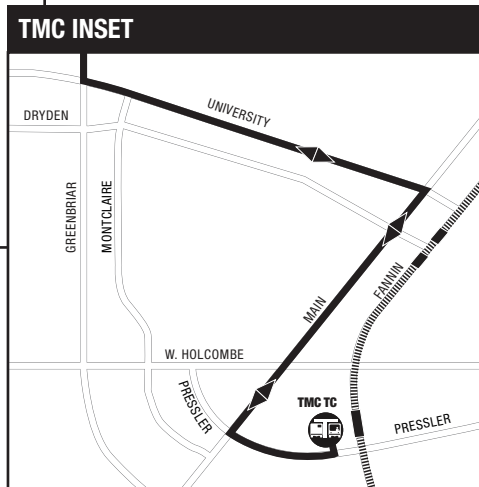 TMC INSET
UNIVERSITY
DRYDEN
GREENBRIAR
MONTCLAIRE
FANNIN
MAIN
W. HOLCOMBE
PRESSLER
TMC TC
PRESSLER